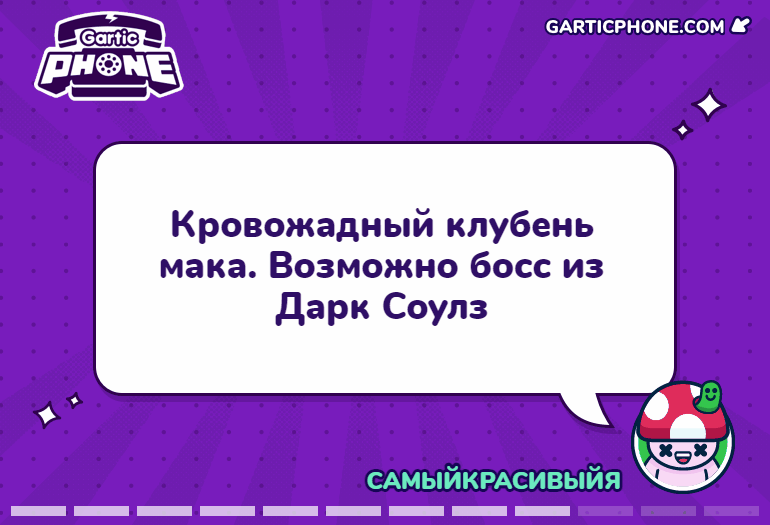 Gartic
PHONE
GARTICPHONE.COM
Кровожадный клубень
мака. Возможно босс из
Дарк Соулз
САМЫЙКРАСИВЫЙЯ